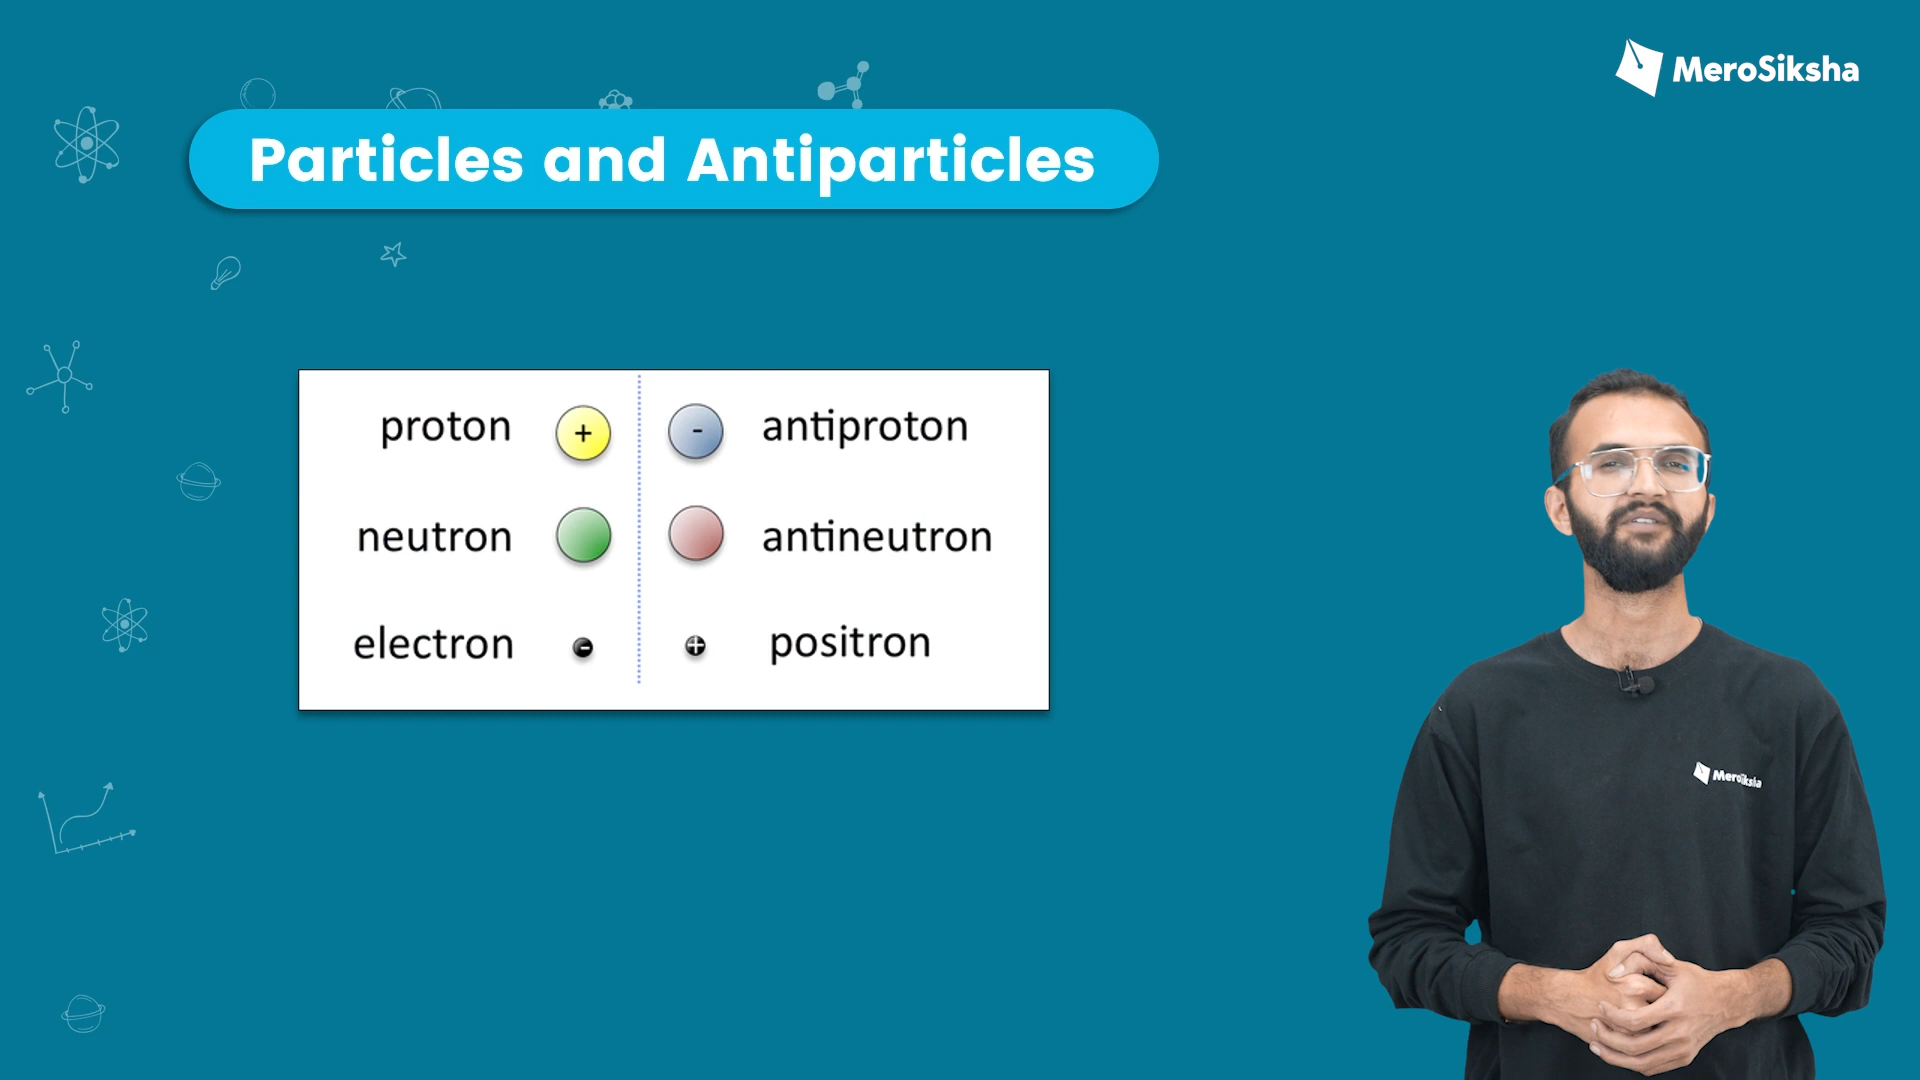 MeroSiksha
Particles and Antiparticles
proton + - antiproton
neutron antineutron
electron - + positron
MeroSiksha